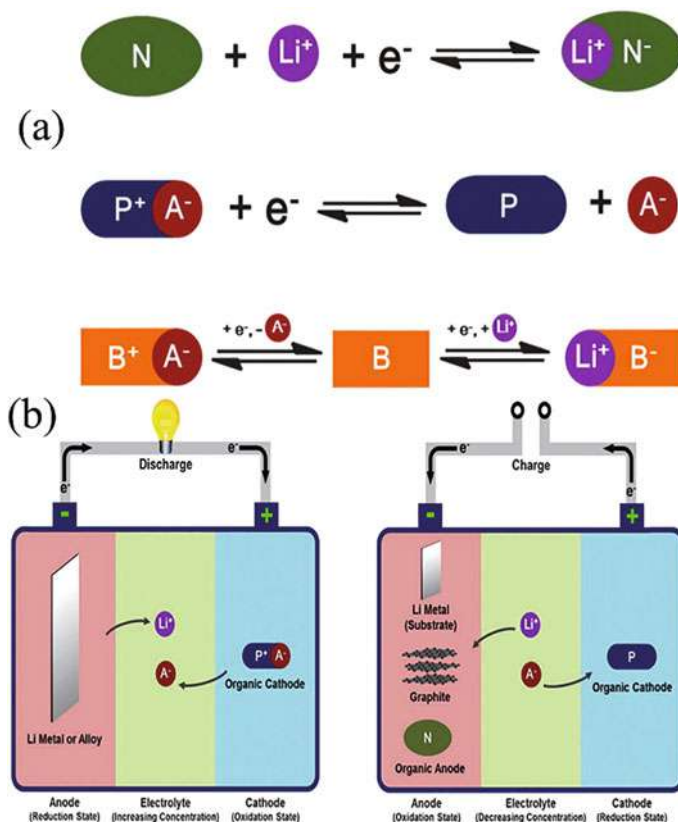 N + Li⁺ + e⁻ ⇌ Li⁺ N⁻
(a)
P⁺ A⁻ + e⁻ ⇌ P + A⁻
+ e⁻, - A⁻ + e⁻, + Li⁺
B⁺ A⁻ ⇌ B ⇌ Li⁺ B⁻
(b)
Discharge
e⁻ e⁻
- +
Li⁺
A⁻
P⁺ A⁻
Organic Cathode
Li Metal or Alloy
Anode Electrolyte Cathode
(Reduction State) (Increasing Concentration) (Oxidation State)
Charge
e⁻ e⁻
- +
Li Metal
(Substrate)
Li⁺
Graphite
A⁻
P
Organic Cathode
N
Organic Anode
Anode Electrolyte Cathode
(Oxidation State) (Decreasing Concentration) (Reduction State)